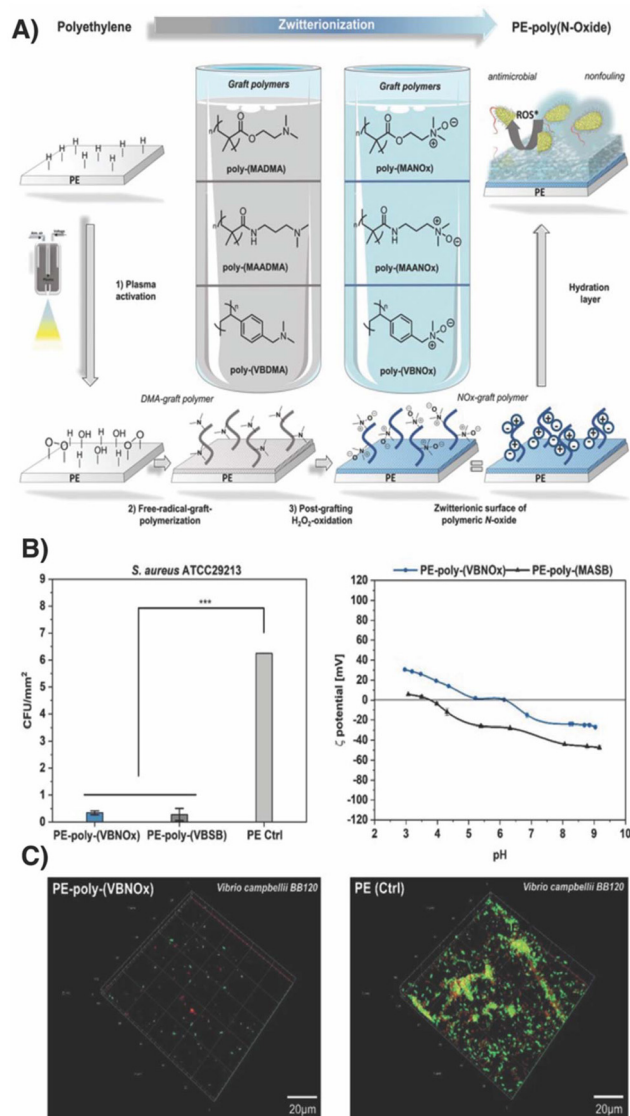 A)
Polyethylene
Zwitterionization
PE-poly(N-Oxide)
Graft polymers
Graft polymers
antimicrobial
nonfouling
ROS*
H H H H H H H
PE
PE
poly-(MADMA)
poly-(MANOx)
poly-(MAADMA)
poly-(MAANOx)
poly-(VBDMA)
poly-(VBNOx)
1) Plasma
activation
Hydration
layer
DMA-graft polymer
NOx-graft polymer
PE
PE
PE
PE
2) Free-radical-graft-
polymerization
3) Post-grafting
H₂O₂-oxidation
Zwitterionic surface of
polymeric N-oxide
B)
S. aureus ATCC29213
***
CFU/mm²
9
8
7
6
5
4
3
2
1
0
PE-poly-(VBNOx)
PE-poly-(VBSB)
PE Ctrl
PE-poly-(VBNOx)
PE-poly-(MASB)
ζ potential [mV]
120
100
80
60
40
20
0
-20
-40
-60
-80
-100
-120
2 3 4 5 6 7 8 9 10
pH
C)
PE-poly-(VBNOx)
Vibrio campbellii BB120
20µm
PE (Ctrl)
Vibrio campbellii BB120
20µm